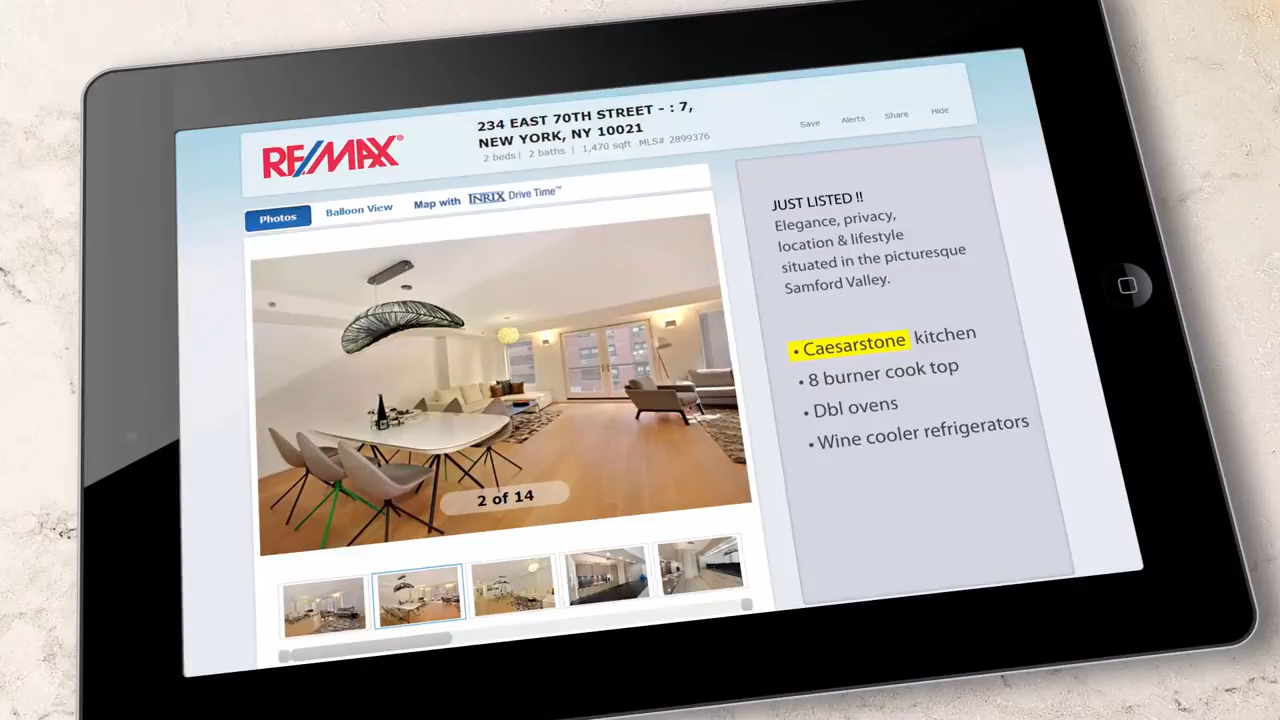 RE/MAX®
234 EAST 70TH STREET - : 7,
NEW YORK, NY 10021
2 beds | 2 baths | 1,470 sqft MLS# 2899376
Save Alerts Share Hide
Photos Balloon View Map with INRIX Drive Time™
2 of 14
JUST LISTED !!
Elegance, privacy,
location & lifestyle
situated in the picturesque
Samford Valley.
• Caesarstone kitchen
• 8 burner cook top
• Dbl ovens
• Wine cooler refrigerators